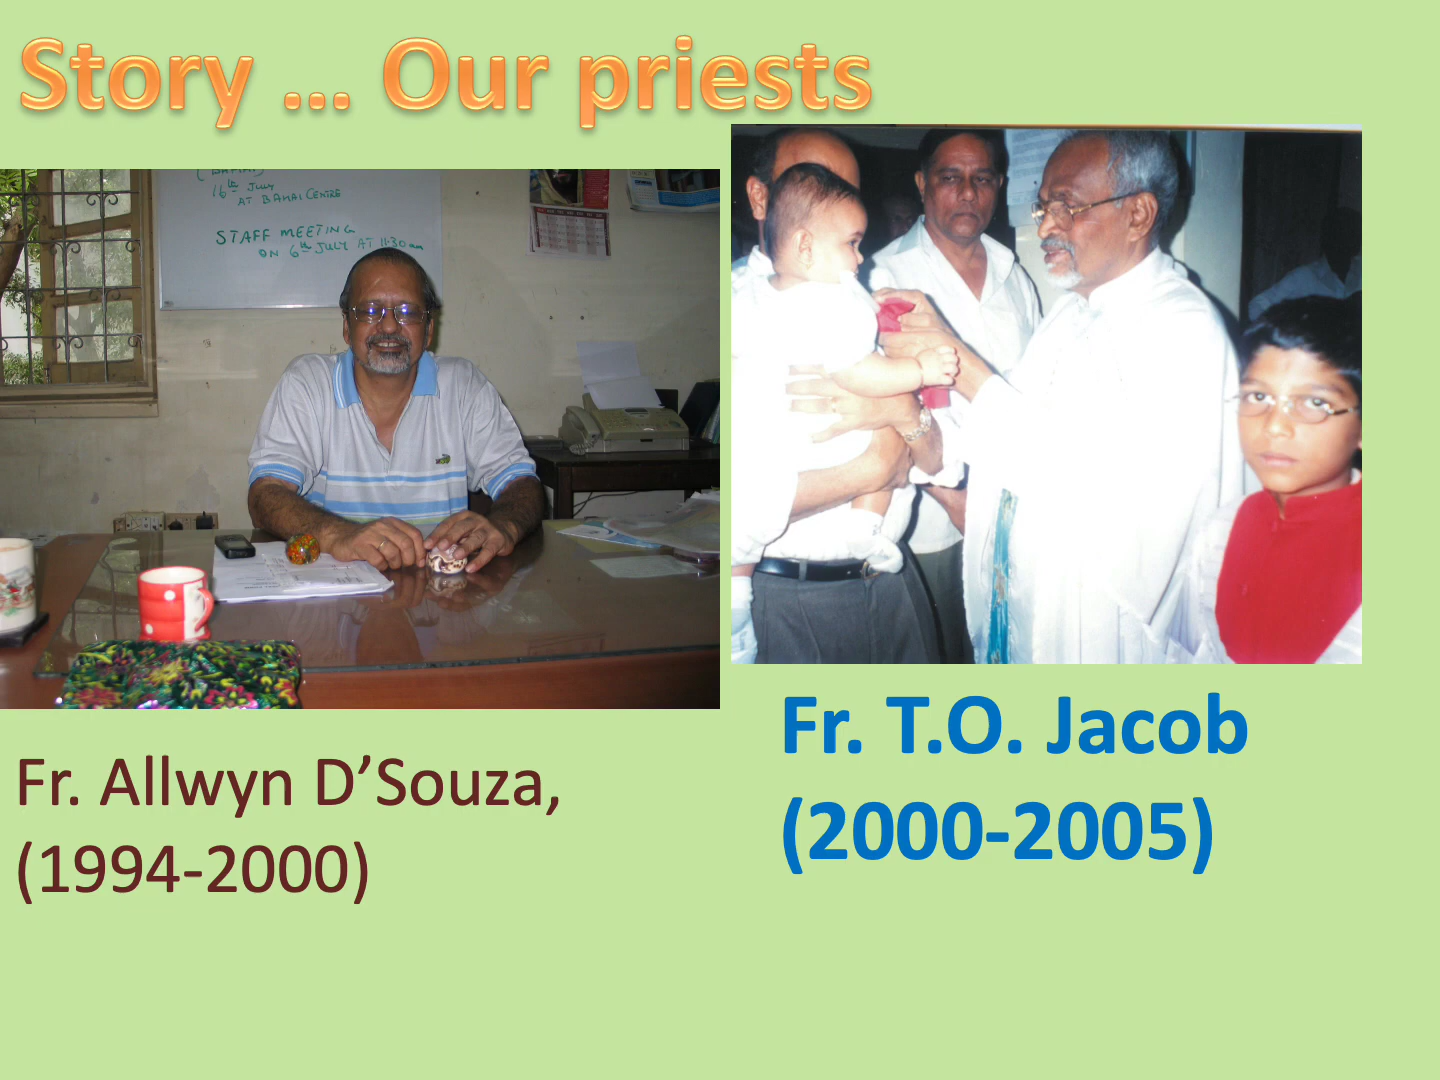 Story ... Our priests
16th July
AT BAHAI CENTRE
STAFF MEETING
ON 6th JULY AT 11:30 am
Fr. Allwyn D’Souza,
(1994-2000)
Fr. T.O. Jacob
(2000-2005)